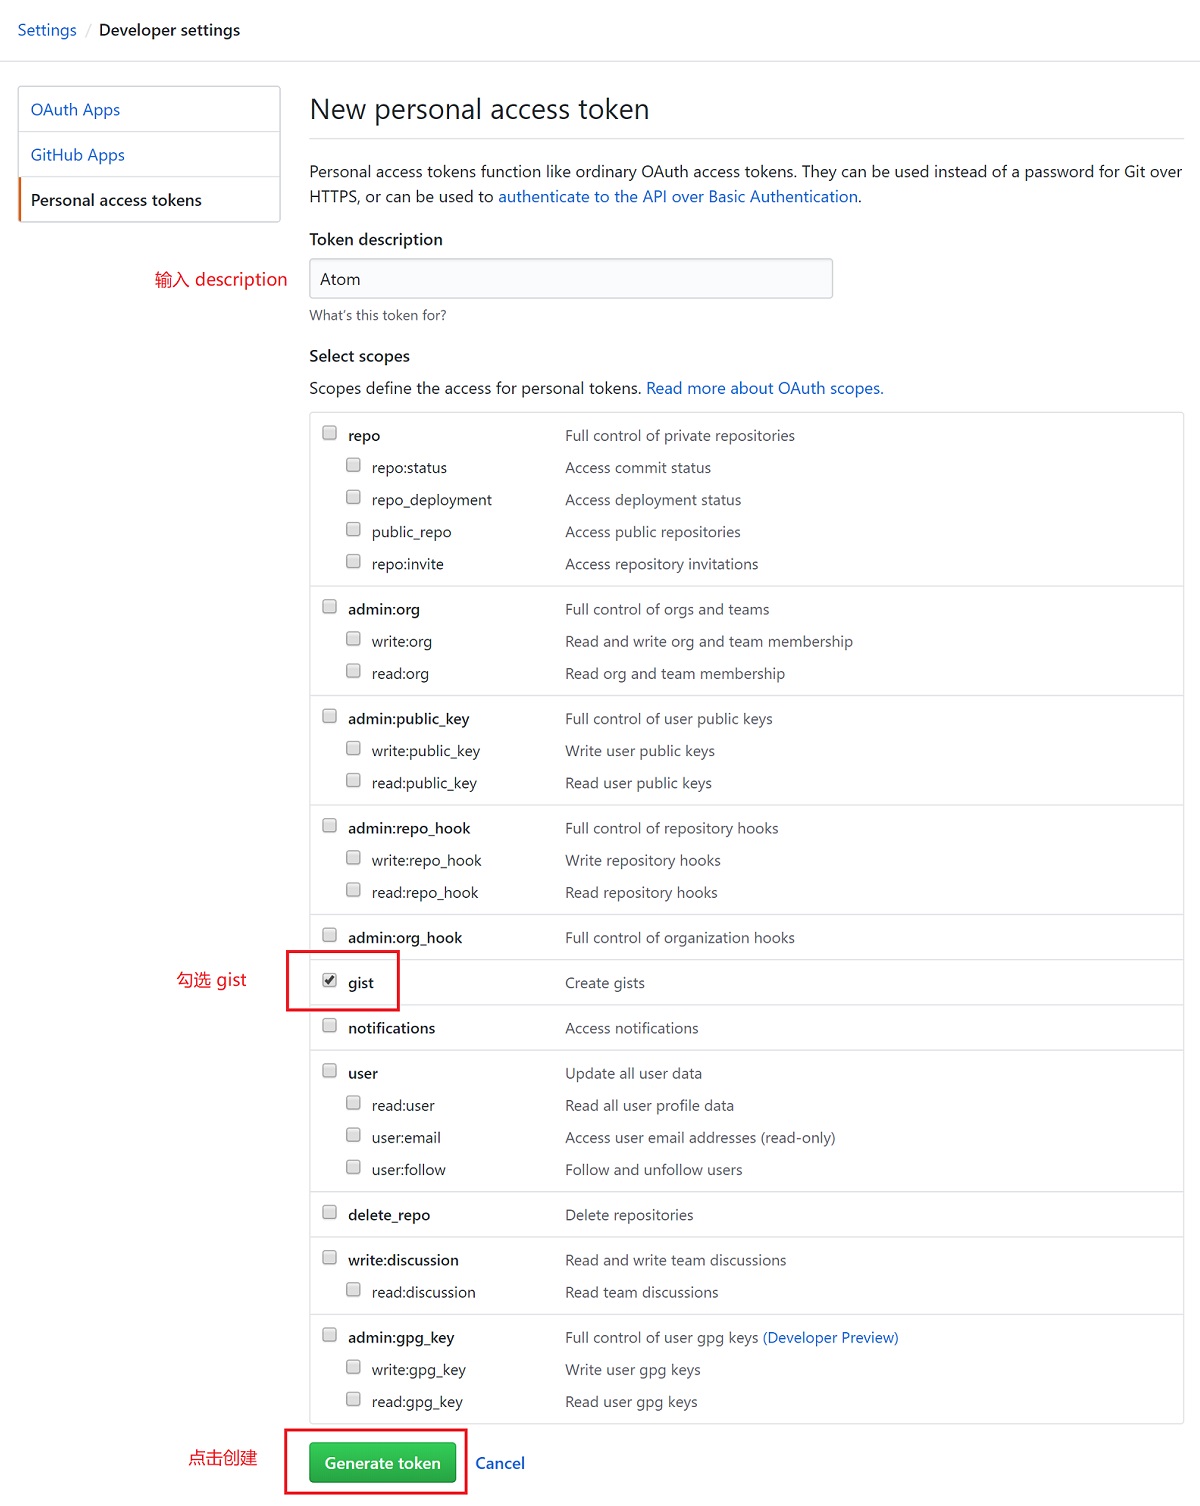 Settings / Developer settings
OAuth Apps
GitHub Apps
Personal access tokens
New personal access token
Personal access tokens function like ordinary OAuth access tokens. They can be used instead of a password for Git over
HTTPS, or can be used to authenticate to the API over Basic Authentication.
Token description
输入 description
Atom
What's this token for?
Select scopes
Scopes define the access for personal tokens. Read more about OAuth scopes.
repo Full control of private repositories
repo:status Access commit status
repo_deployment Access deployment status
public_repo Access public repositories
repo:invite Access repository invitations
admin:org Full control of orgs and teams
write:org Read and write org and team membership
read:org Read org and team membership
admin:public_key Full control of user public keys
write:public_key Write user public keys
read:public_key Read user public keys
admin:repo_hook Full control of repository hooks
write:repo_hook Write repository hooks
read:repo_hook Read repository hooks
admin:org_hook Full control of organization hooks
勾选 gist
gist Create gists
notifications Access notifications
user Update all user data
read:user Read all user profile data
user:email Access user email addresses (read-only)
user:follow Follow and unfollow users
delete_repo Delete repositories
write:discussion Read and write team discussions
read:discussion Read team discussions
admin:gpg_key Full control of user gpg keys (Developer Preview)
write:gpg_key Write user gpg keys
read:gpg_key Read user gpg keys
点击创建
Generate token Cancel